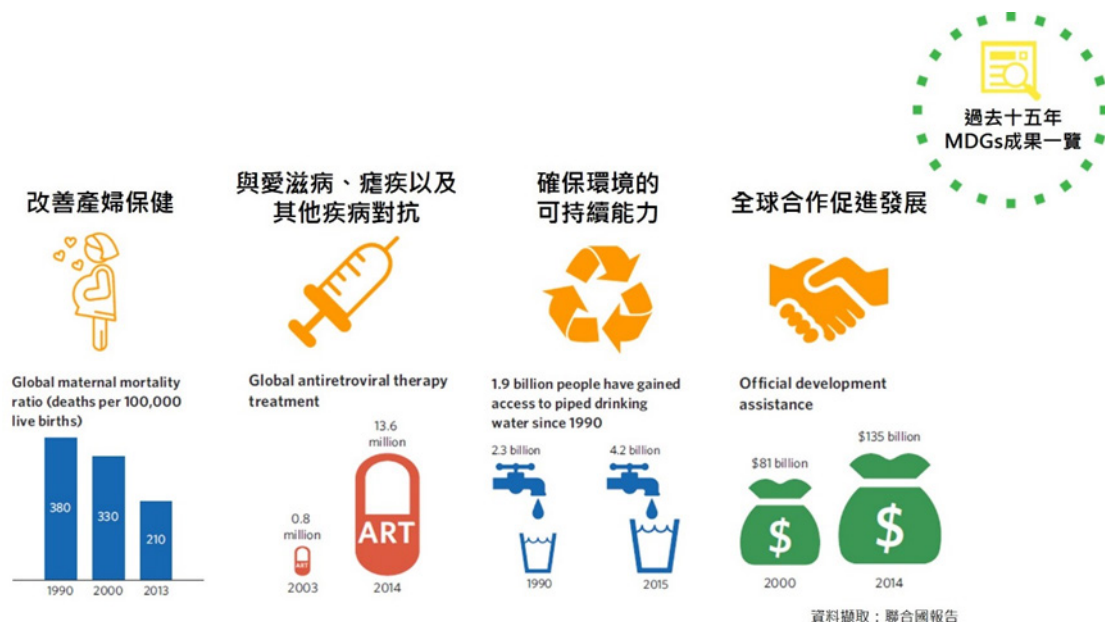 過去十五年
MDGs成果一覽
改善產婦保健
與愛滋病、瘧疾以及
其他疾病對抗
確保環境的
可持續能力
全球合作促進發展
Global maternal mortality
ratio (deaths per 100,000
live births)
380
330
210
1990
2000
2013
Global antiretroviral therapy
treatment
0.8
million
ART
2003
13.6
million
ART
2014
1.9 billion people have gained
access to piped drinking
water since 1990
2.3 billion
4.2 billion
1990
2015
Official development
assistance
$81 billion
$135 billion
$
$
2000
2014
資料擷取：聯合國報告